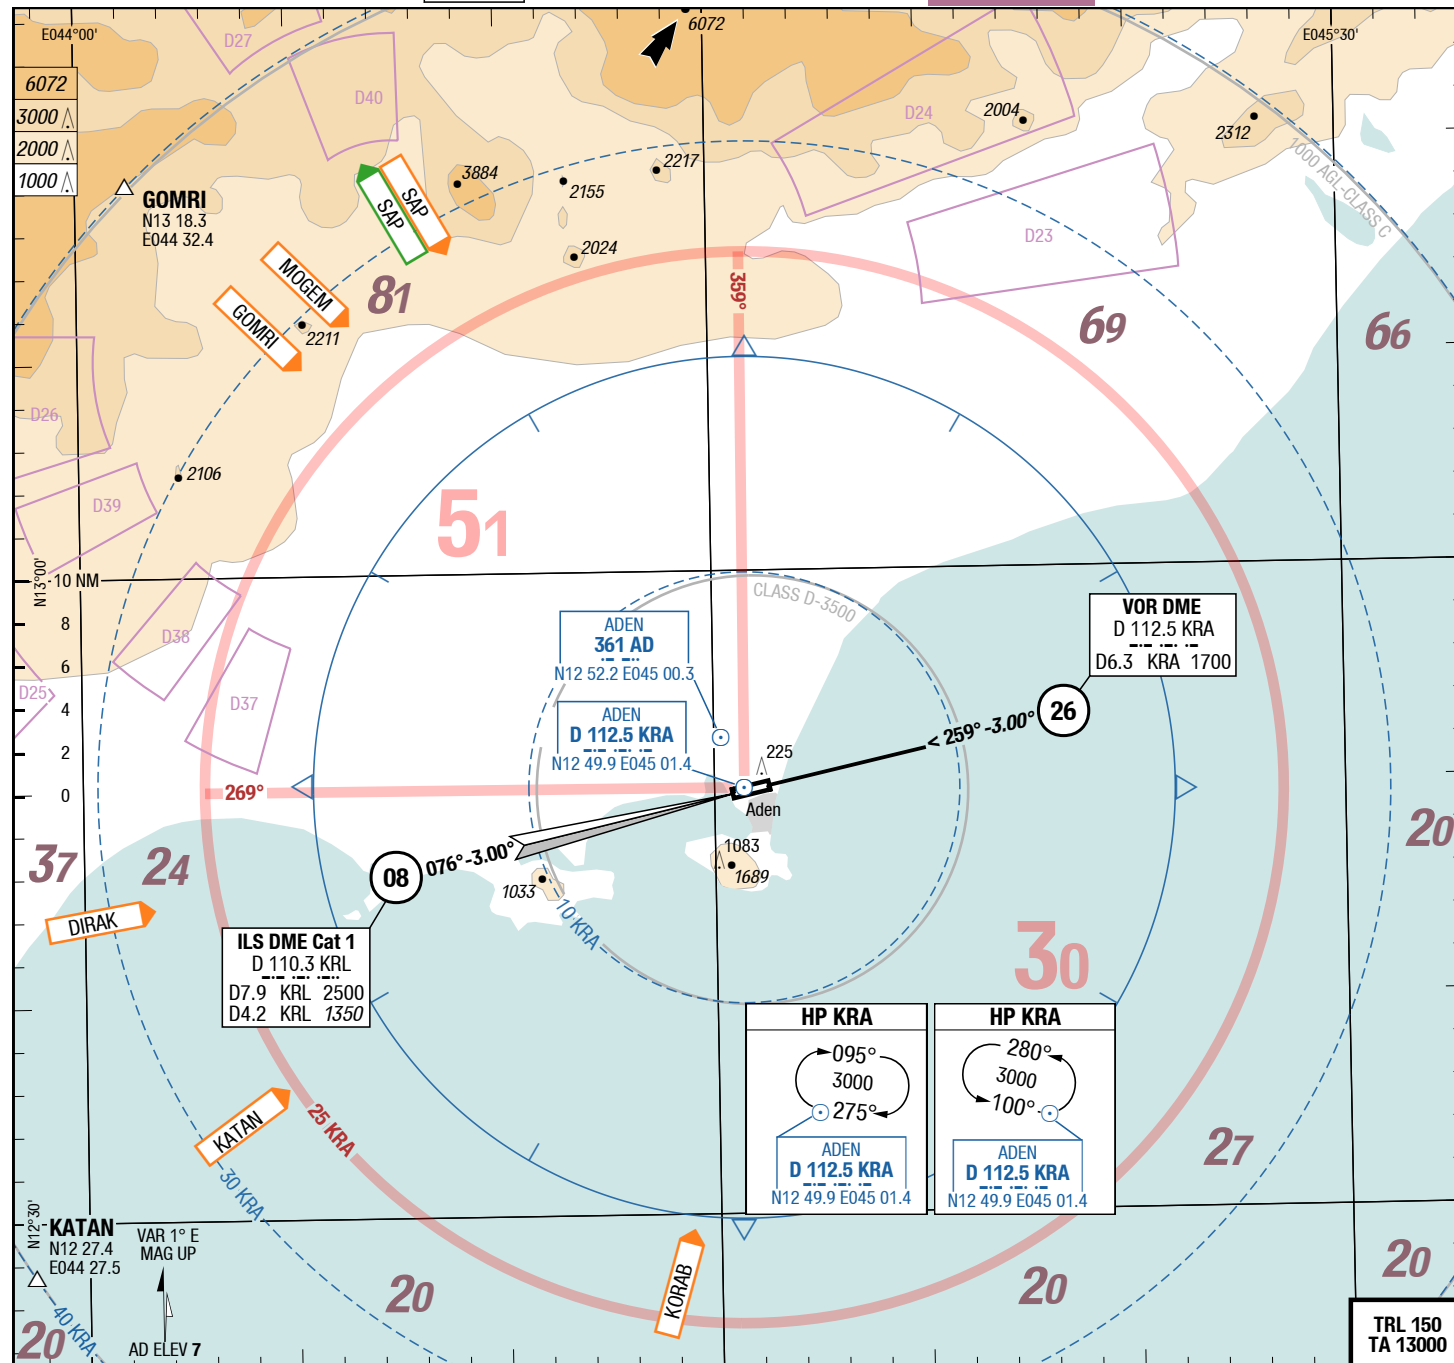 6072
E044°00'
E045°30'
D27
6072
3000
2000
1000
D40
D24
2004
2312
1000 AGL-CLASS C
GOMRI
N13 18.3
E044 32.4
SAP
SAP
3884
2155
2217
2024
D23
MOGEM
GOMRI
2211
81
359°
69
66
D26
2106
D39
51
N13°00'
10 NM
8
6
4
2
0
D38
D25
D37
CLASS D-3500
ADEN
361 AD
N12 52.2 E045 00.3
ADEN
D 112.5 KRA
N12 49.9 E045 01.4
VOR DME
D 112.5 KRA
D6.3 KRA 1700
26
< 259° -3.00°
225
Aden
269°
37
24
20
08
076°-3.00°
1083
1689
1033
10 KRA
DIRAK
ILS DME Cat 1
D 110.3 KRL
D7.9 KRL 2500
D4.2 KRL 1350
30
HP KRA
095°
3000
275°
ADEN
D 112.5 KRA
N12 49.9 E045 01.4
HP KRA
280°
3000
100°
ADEN
D 112.5 KRA
N12 49.9 E045 01.4
KATAN
25 KRA
30 KRA
27
N12°30'
KATAN
N12 27.4
E044 27.5
VAR 1° E
MAG UP
KORAB
20
20
20
20
40 KRA
AD ELEV 7
TRL 150
TA 13000